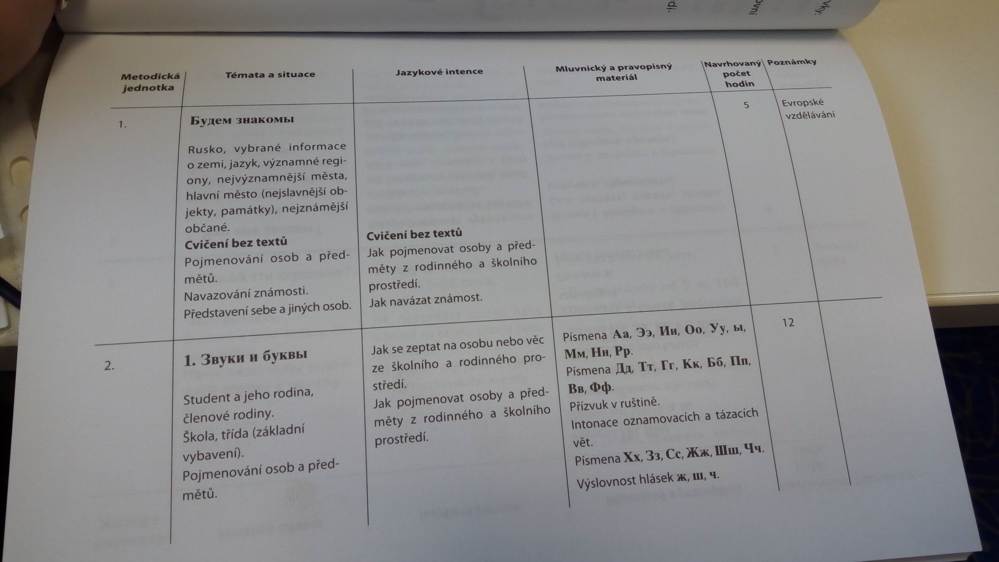 idi-
ovní
vky:
Metodická
jednotka
Témata a situace
Jazykové intence
Mluvnický a pravopisný
materiál
Navrhovaný
počet
hodin
Poznámky
1.
Будем знакомы
Rusko, vybrané informace
o zemi, jazyk, významné regi-
ony, nejvýznamnější města,
hlavní město (nejslavnější ob-
jekty, památky), nejznámější
občané.
Cvičení bez textů
Pojmenování osob a před-
mětů.
Navazování známosti.
Představení sebe a jiných osob.
Cvičení bez textů
Jak pojmenovat osoby a před-
měty z rodinného a školního
prostředí.
Jak navázat známost.
5
Evropské
vzdělávání
2.
1. Звуки и буквы
Student a jeho rodina,
členové rodiny.
Škola, třída (základní
vybavení).
Pojmenování osob a před-
mětů.
Jak se zeptat na osobu nebo věc
ze školního a rodinného pro-
středí.
Jak pojmenovat osoby a před-
měty z rodinného a školního
prostředí.
Písmena Аа, Ээ, Ии, Оо, Уу, ы,
Мм, Нн, Рр.
Písmena Дд, Тт, Гг, Кк, Бб, Пп,
Вв, Фф.
Přízvuk v ruštině.
Intonace oznamovacích a tázacích
vět.
Písmena Хх, Зз, Сс, Жж, Шш, Чч.
Výslovnost hlásek ж, ш, ч.
12